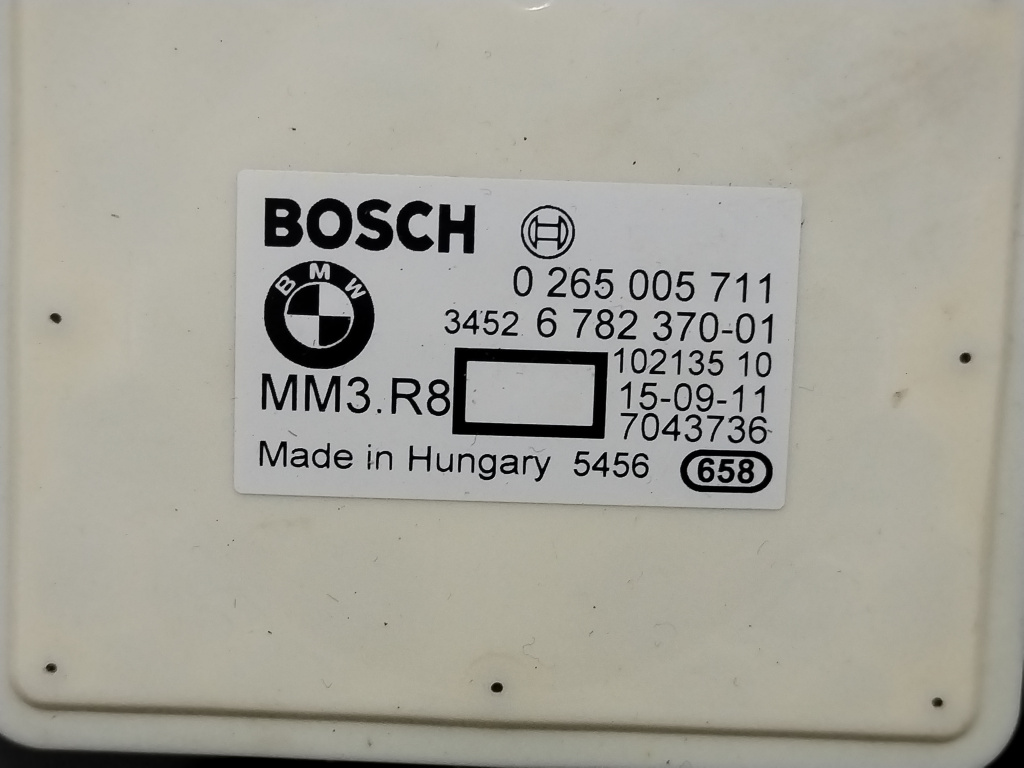 BOSCH
BMW
0 265 005 711
3452 6 782 370-01
102135 10
MM3.R8
15-09-11
7043736
Made in Hungary 5456 658